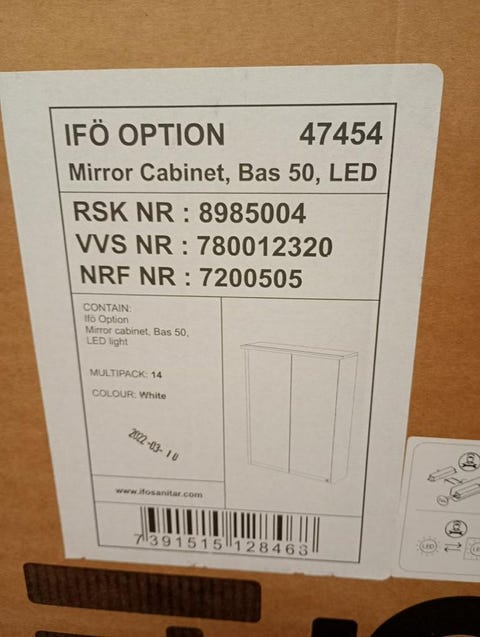 IFÖ OPTION 47454
Mirror Cabinet, Bas 50, LED
RSK NR : 8985004
VVS NR : 780012320
NRF NR : 7200505
CONTAIN:
Ifö Option
Mirror cabinet, Bas 50,
LED light
MULTIPACK: 14
COLOUR: White
2022-03-10
www.ifosanitar.com
7 391515 128463
LED